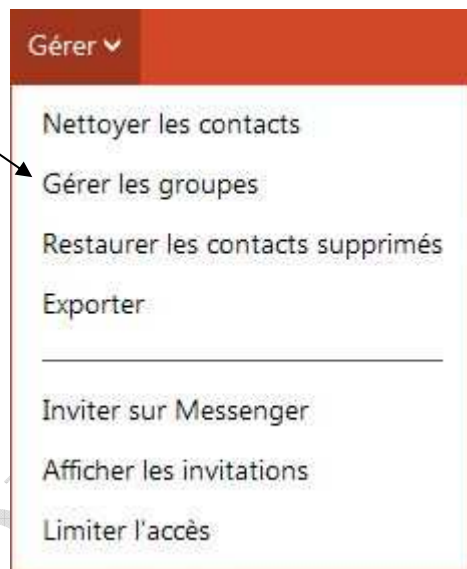 Gérer
Nettoyer les contacts
Gérer les groupes
Restaurer les contacts supprimés
Exporter
Inviter sur Messenger
Afficher les invitations
Limiter l'accès